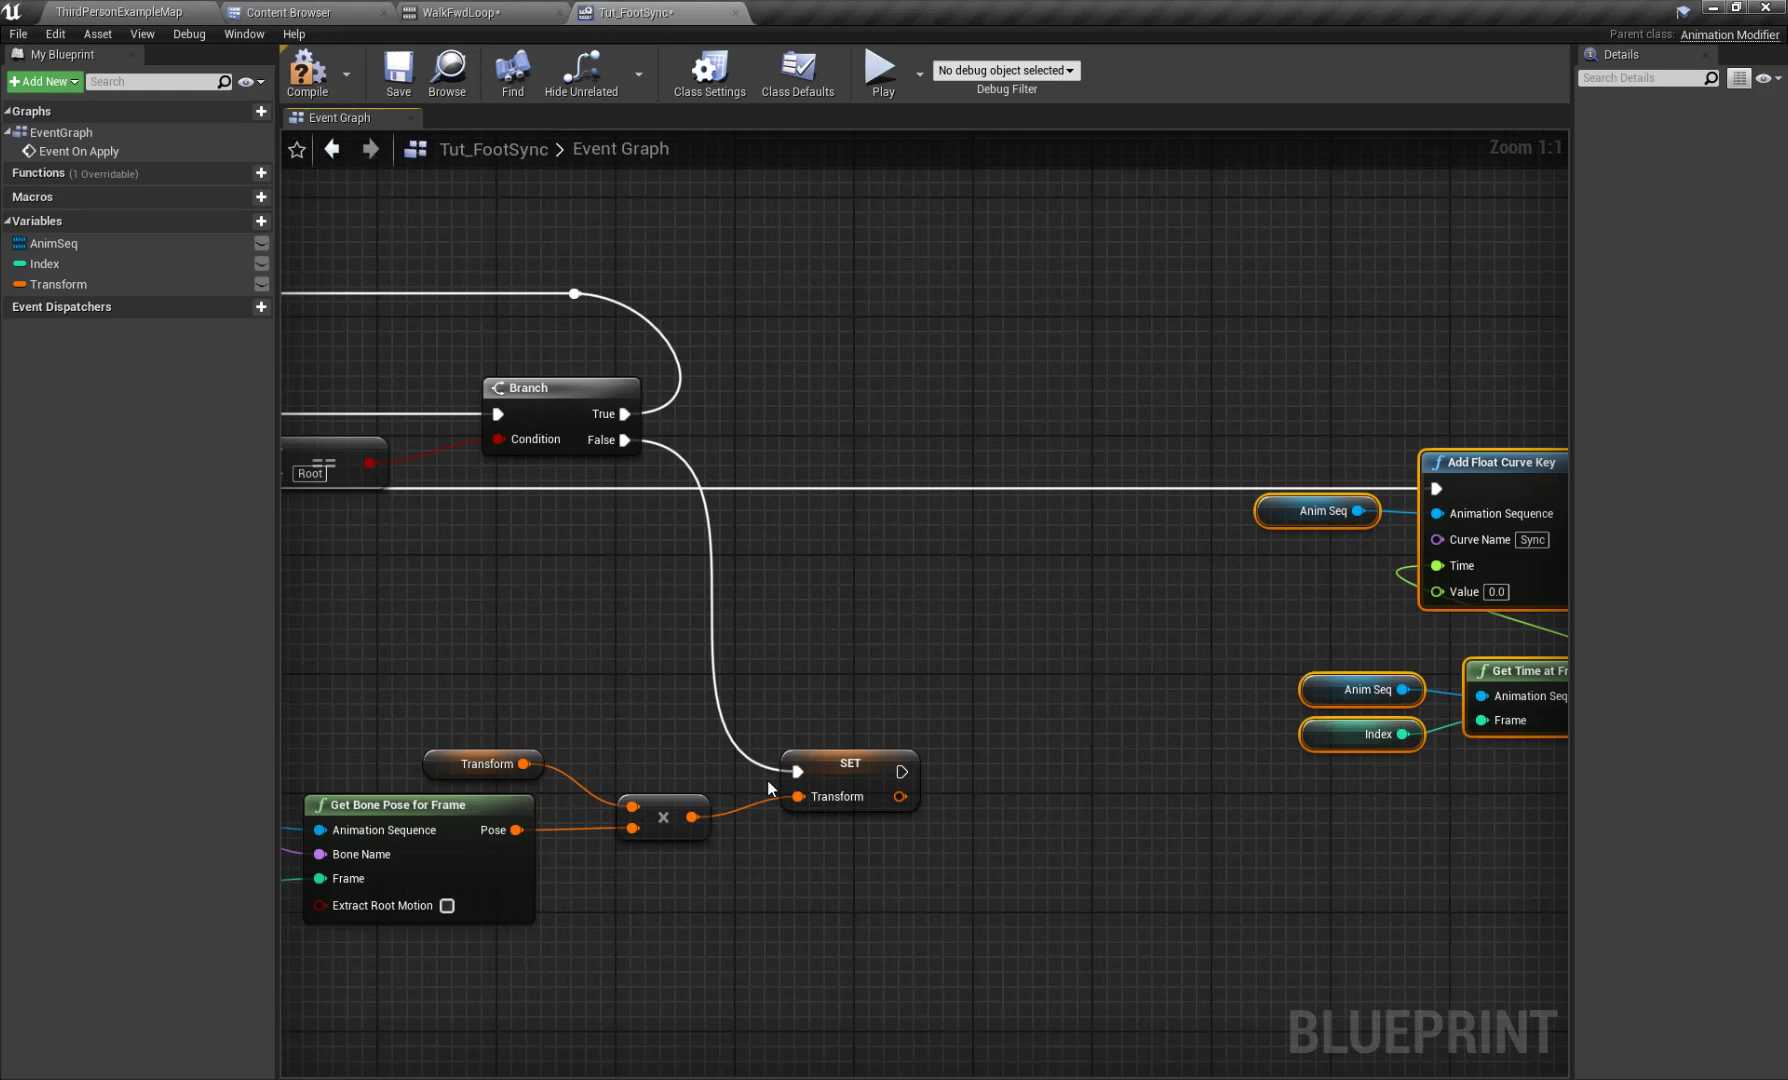 ThirdPersonExampleMap
Content Browser
WalkFwdLoop*
Tut_FootSync*
File Edit Asset View Debug Window Help
Parent class: Animation Modifier
My Blueprint
Add New
Search
Graphs
EventGraph
Event On Apply
Functions (1 Overridable)
Macros
Variables
AnimSeq
Index
Transform
Event Dispatchers
Compile
Save
Browse
Find
Hide Unrelated
Class Settings
Class Defaults
Play
No debug object selected
Debug Filter
Details
Search Details
Event Graph
Tut_FootSync > Event Graph
Zoom 1:1
Branch
True
Condition
False
==
Root
Anim Seq
Add Float Curve Key
Animation Sequence
Curve Name Sync
Time
Value 0.0
Anim Seq
Index
Get Time at Fr
Animation Seq
Frame
Transform
Get Bone Pose for Frame
Animation Sequence
Pose
Bone Name
Frame
Extract Root Motion
SET
Transform
BLUEPRINT